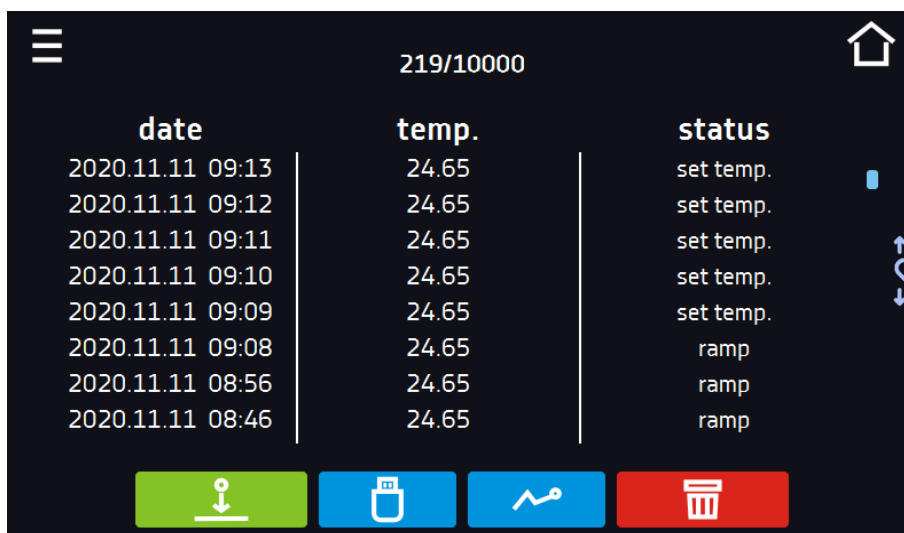 219/10000
date temp. status
2020.11.11 09:13 24.65 set temp.
2020.11.11 09:12 24.65 set temp.
2020.11.11 09:11 24.65 set temp.
2020.11.11 09:10 24.65 set temp.
2020.11.11 09:09 24.65 set temp.
2020.11.11 09:08 24.65 ramp
2020.11.11 08:56 24.65 ramp
2020.11.11 08:46 24.65 ramp